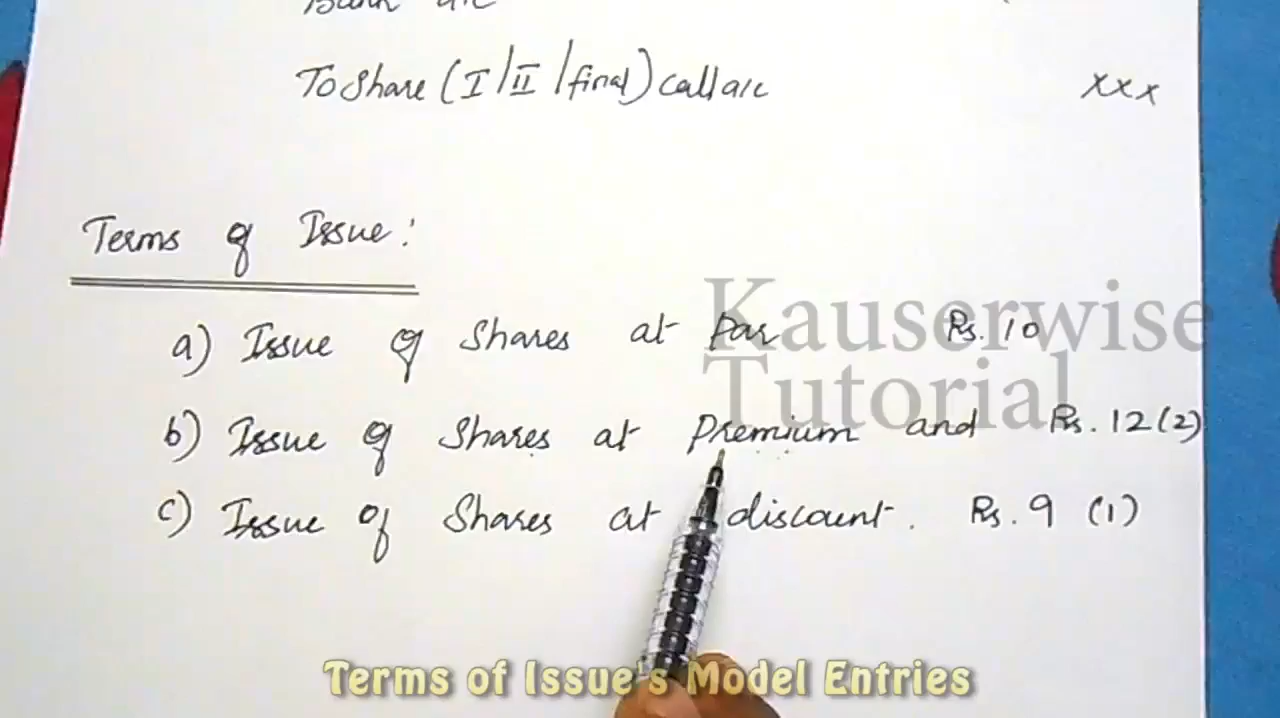 Bank a/c
To Share (I/II/final) call a/c xxx
Terms of Issue:
a) Issue of Shares at Par Rs. 10
b) Issue of Shares at Premium and Rs. 12 (2)
c) Issue of Shares at discount. Rs. 9 (1)
Kauserwise
Tutorial
Terms of Issue's Model Entries